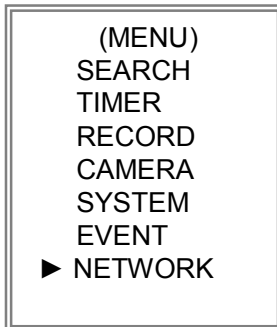 (MENU)
SEARCH
TIMER
RECORD
CAMERA
SYSTEM
EVENT
► NETWORK